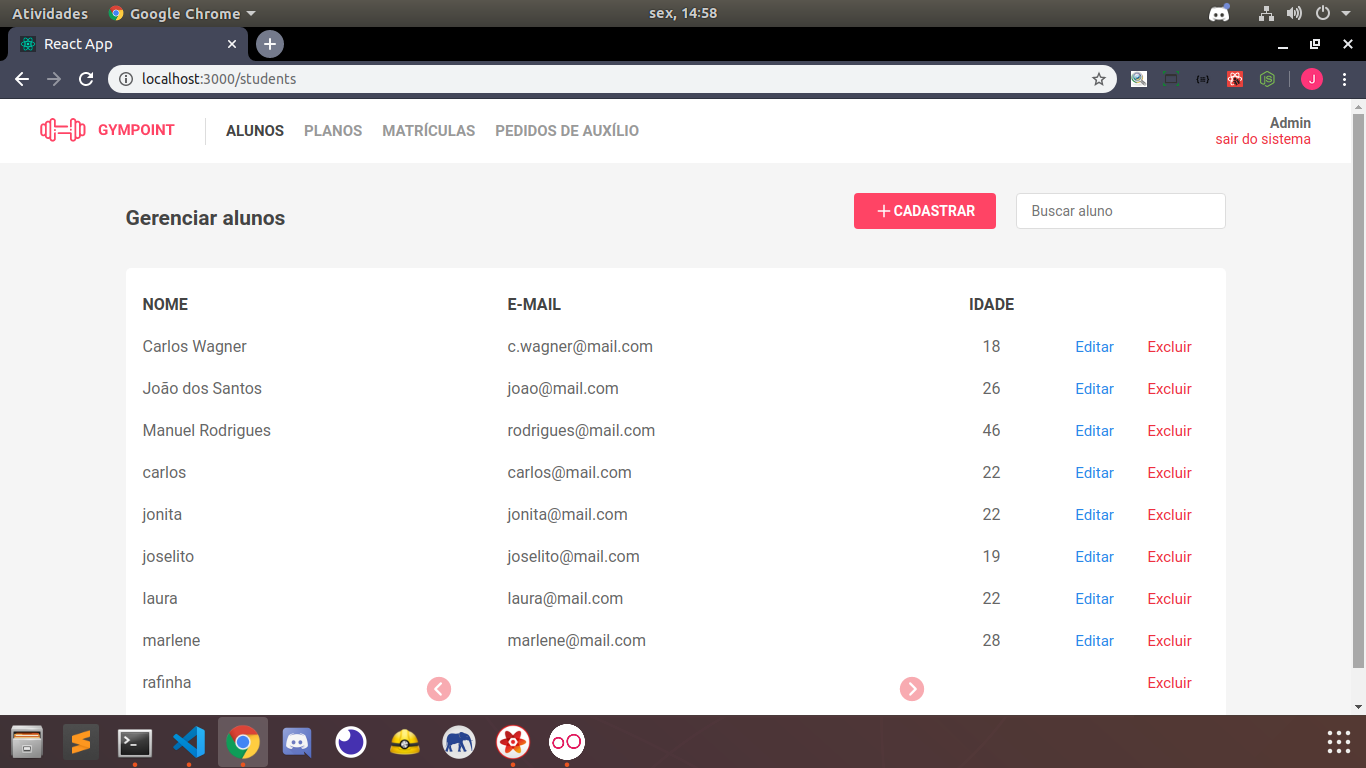 Atividades Google Chrome sex, 14:58
React App
localhost:3000/students J
GYMPOINT ALUNOS PLANOS MATRÍCULAS PEDIDOS DE AUXÍLIO Admin
sair do sistema
Gerenciar alunos CADASTRAR Buscar aluno
NOME E-MAIL IDADE
Carlos Wagner c.wagner@mail.com 18 Editar Excluir
João dos Santos joao@mail.com 26 Editar Excluir
Manuel Rodrigues rodrigues@mail.com 46 Editar Excluir
carlos carlos@mail.com 22 Editar Excluir
jonita jonita@mail.com 22 Editar Excluir
joselito joselito@mail.com 19 Editar Excluir
laura laura@mail.com 22 Editar Excluir
marlene marlene@mail.com 28 Editar Excluir
rafinha Excluir